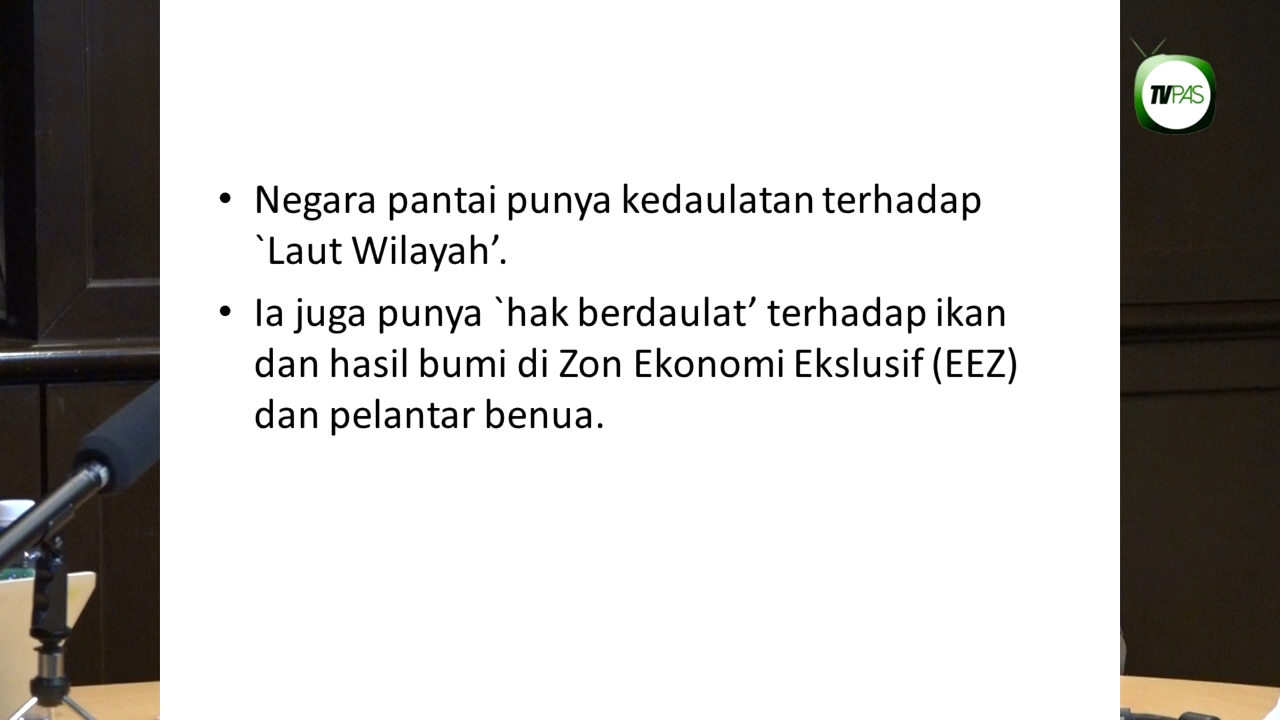 TVPAS
• Negara pantai punya kedaulatan terhadap
`Laut Wilayah’.
• Ia juga punya `hak berdaulat’ terhadap ikan
dan hasil bumi di Zon Ekonomi Ekslusif (EEZ)
dan pelantar benua.